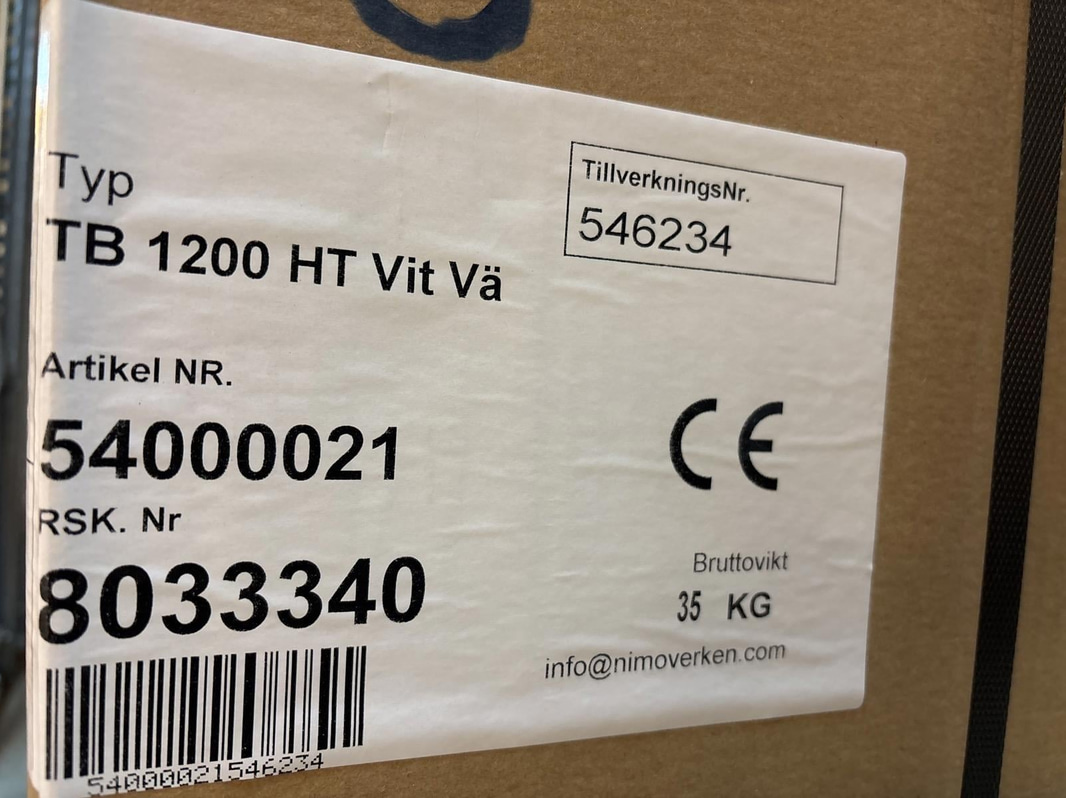 Typ
TB 1200 HT Vit Vä
TillverkningsNr.
546234
Artikel NR.
54000021
RSK. Nr
8033340
CE
Bruttovikt
35 KG
info@nimoverken.com
54000021546234